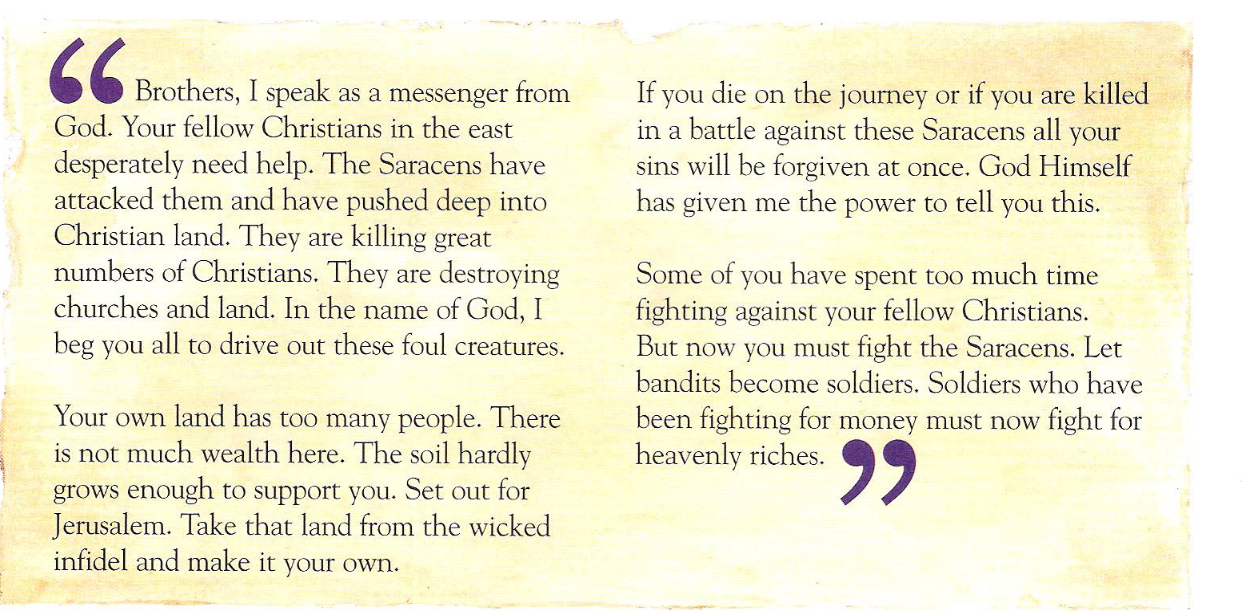 “ Brothers, I speak as a messenger from
God. Your fellow Christians in the east
desperately need help. The Saracens have
attacked them and have pushed deep into
Christian land. They are killing great
numbers of Christians. They are destroying
churches and land. In the name of God, I
beg you all to drive out these foul creatures.
Your own land has too many people. There
is not much wealth here. The soil hardly
grows enough to support you. Set out for
Jerusalem. Take that land from the wicked
infidel and make it your own.
If you die on the journey or if you are killed
in a battle against these Saracens all your
sins will be forgiven at once. God Himself
has given me the power to tell you this.
Some of you have spent too much time
fighting against your fellow Christians.
But now you must fight the Saracens. Let
bandits become soldiers. Soldiers who have
been fighting for money must now fight for
heavenly riches. ”